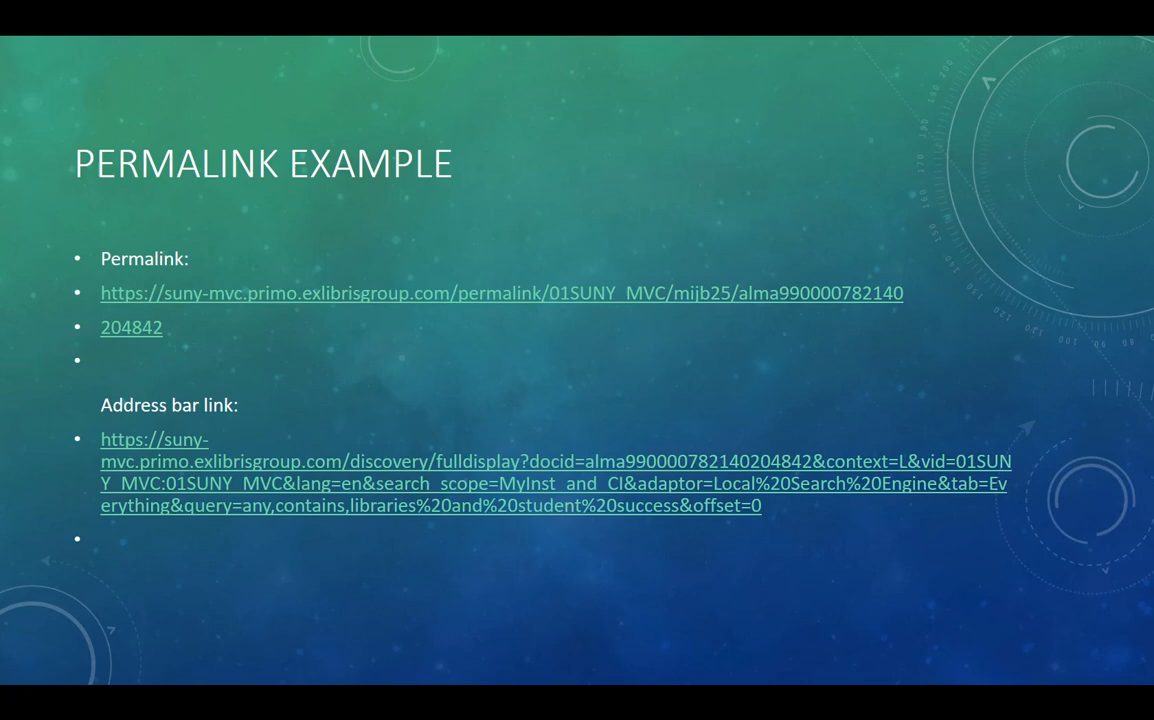 PERMALINK EXAMPLE
• Permalink:
• https://suny-mvc.primo.exlibrisgroup.com/permalink/01SUNY_MVC/mijb25/alma990000782140
• 204842
•
Address bar link:
• https://suny-
mvc.primo.exlibrisgroup.com/discovery/fulldisplay?docid=alma990000782140204842&context=L&vid=01SUN
Y_MVC:01SUNY_MVC&lang=en&search_scope=MyInst_and_CI&adaptor=Local%20Search%20Engine&tab=Ev
erything&query=any,contains,libraries%20and%20student%20success&offset=0
•